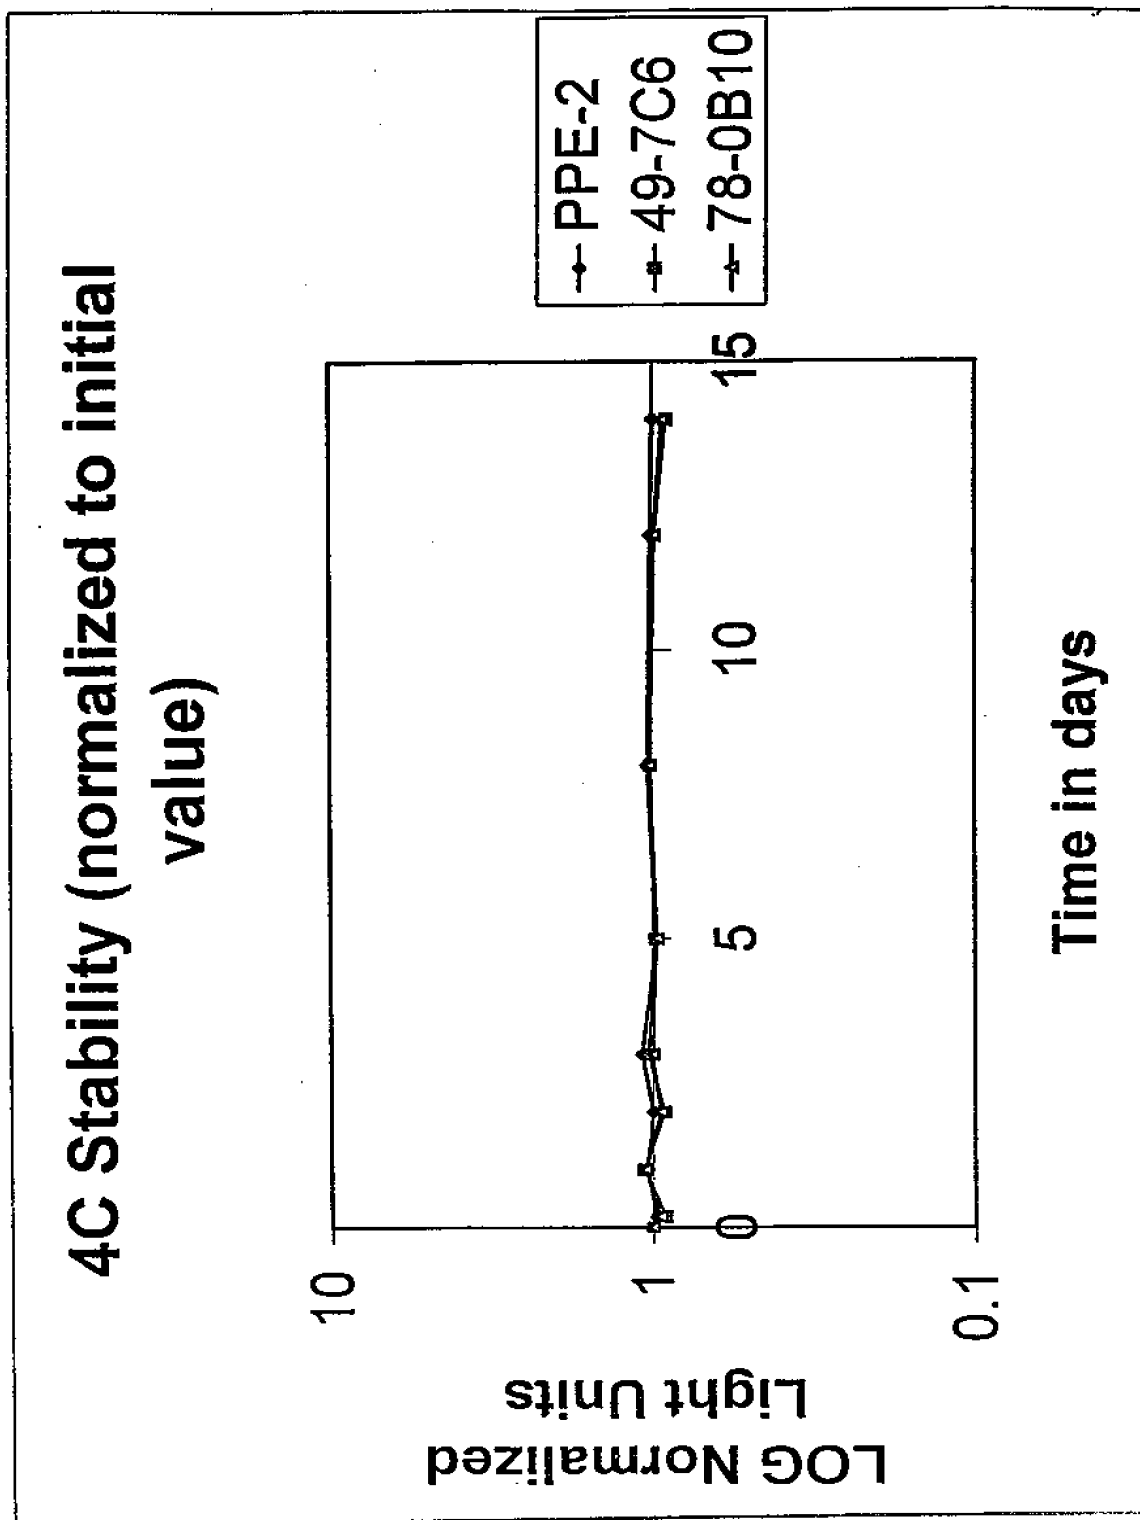 4C Stability (normalized to initial
value)
LOG Normalized
Light Units
10
1
0.1
0
5
10
15
Time in days
PPE-2
49-7C6
78-0B10